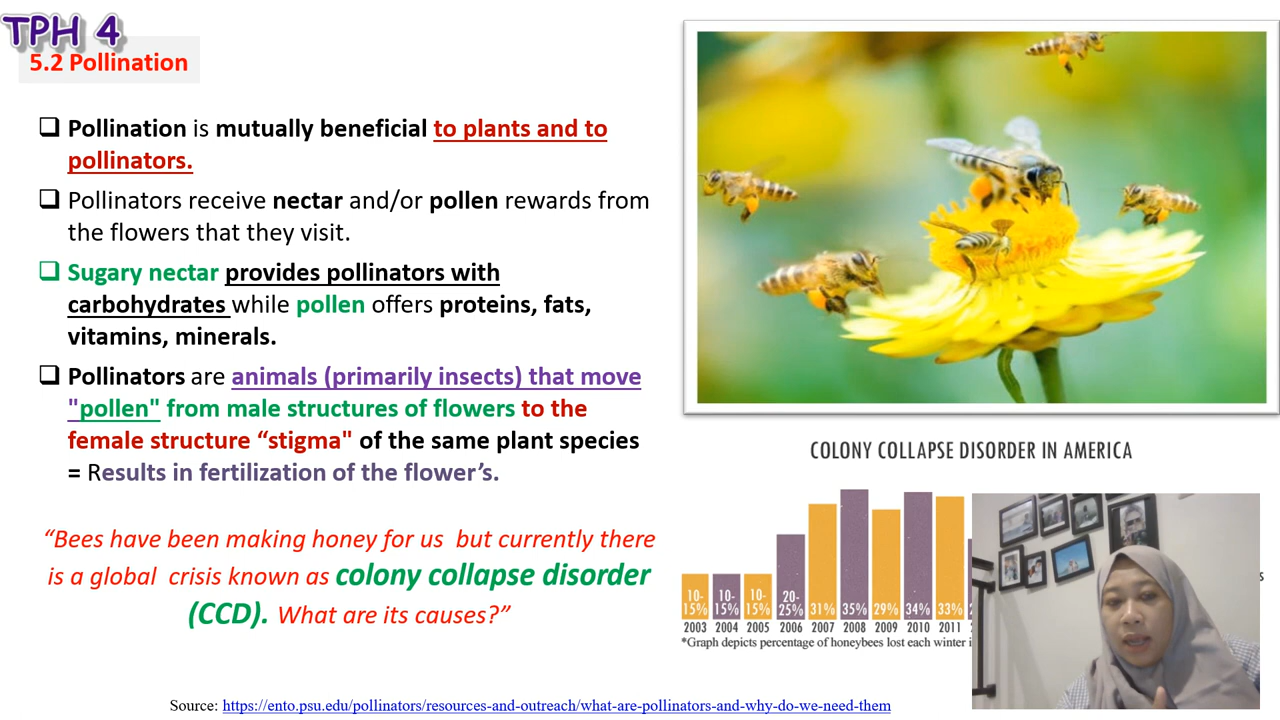 TPH 4
5.2 Pollination
❑ Pollination is mutually beneficial to plants and to
pollinators.
❑ Pollinators receive nectar and/or pollen rewards from
the flowers that they visit.
❑ Sugary nectar provides pollinators with
carbohydrates while pollen offers proteins, fats,
vitamins, minerals.
❑ Pollinators are animals (primarily insects) that move
"pollen" from male structures of flowers to the
female structure “stigma" of the same plant species
= Results in fertilization of the flower’s.
“Bees have been making honey for us but currently there
is a global crisis known as colony collapse disorder
(CCD). What are its causes?”
COLONY COLLAPSE DISORDER IN AMERICA
10-15% 10-15% 10-15% 20-25% 31% 35% 29% 34% 33%
2003 2004 2005 2006 2007 2008 2009 2010 2011
*Graph depicts percentage of honeybees lost each winter
Source: https://ento.psu.edu/pollinators/resources-and-outreach/what-are-pollinators-and-why-do-we-need-them